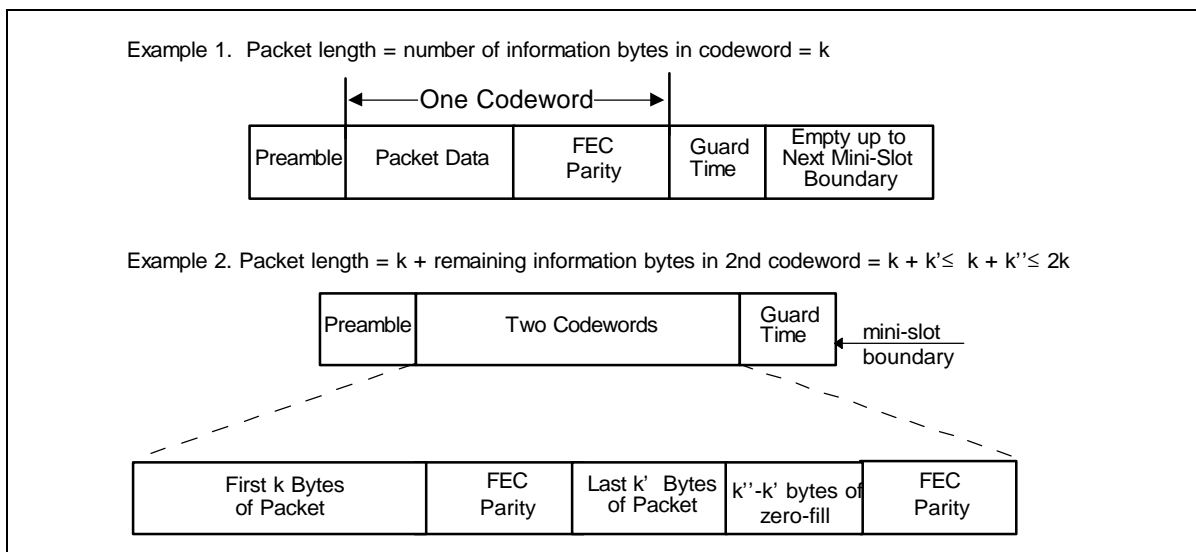 Example 1. Packet length = number of information bytes in codeword = k
One Codeword
Preamble
Packet Data
FEC
Parity
Guard
Time
Empty up to
Next Mini-Slot
Boundary
Example 2. Packet length = k + remaining information bytes in 2nd codeword = k + k'≤ k + k''≤ 2k
Preamble
Two Codewords
Guard
Time
mini-slot
boundary
First k Bytes
of Packet
FEC
Parity
Last k' Bytes
of Packet
k''-k' bytes of
zero-fill
FEC
Parity